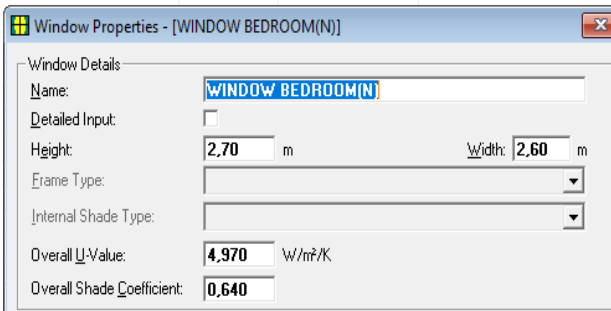 Window Properties - [WINDOW BEDROOM(N)]
Window Details
Name: WINDOW BEDROOM(N)
Detailed Input:
Height: 2,70 m Width: 2,60 m
Frame Type:
Internal Shade Type:
Overall U-Value: 4,970 W/m²/K
Overall Shade Coefficient: 0,640